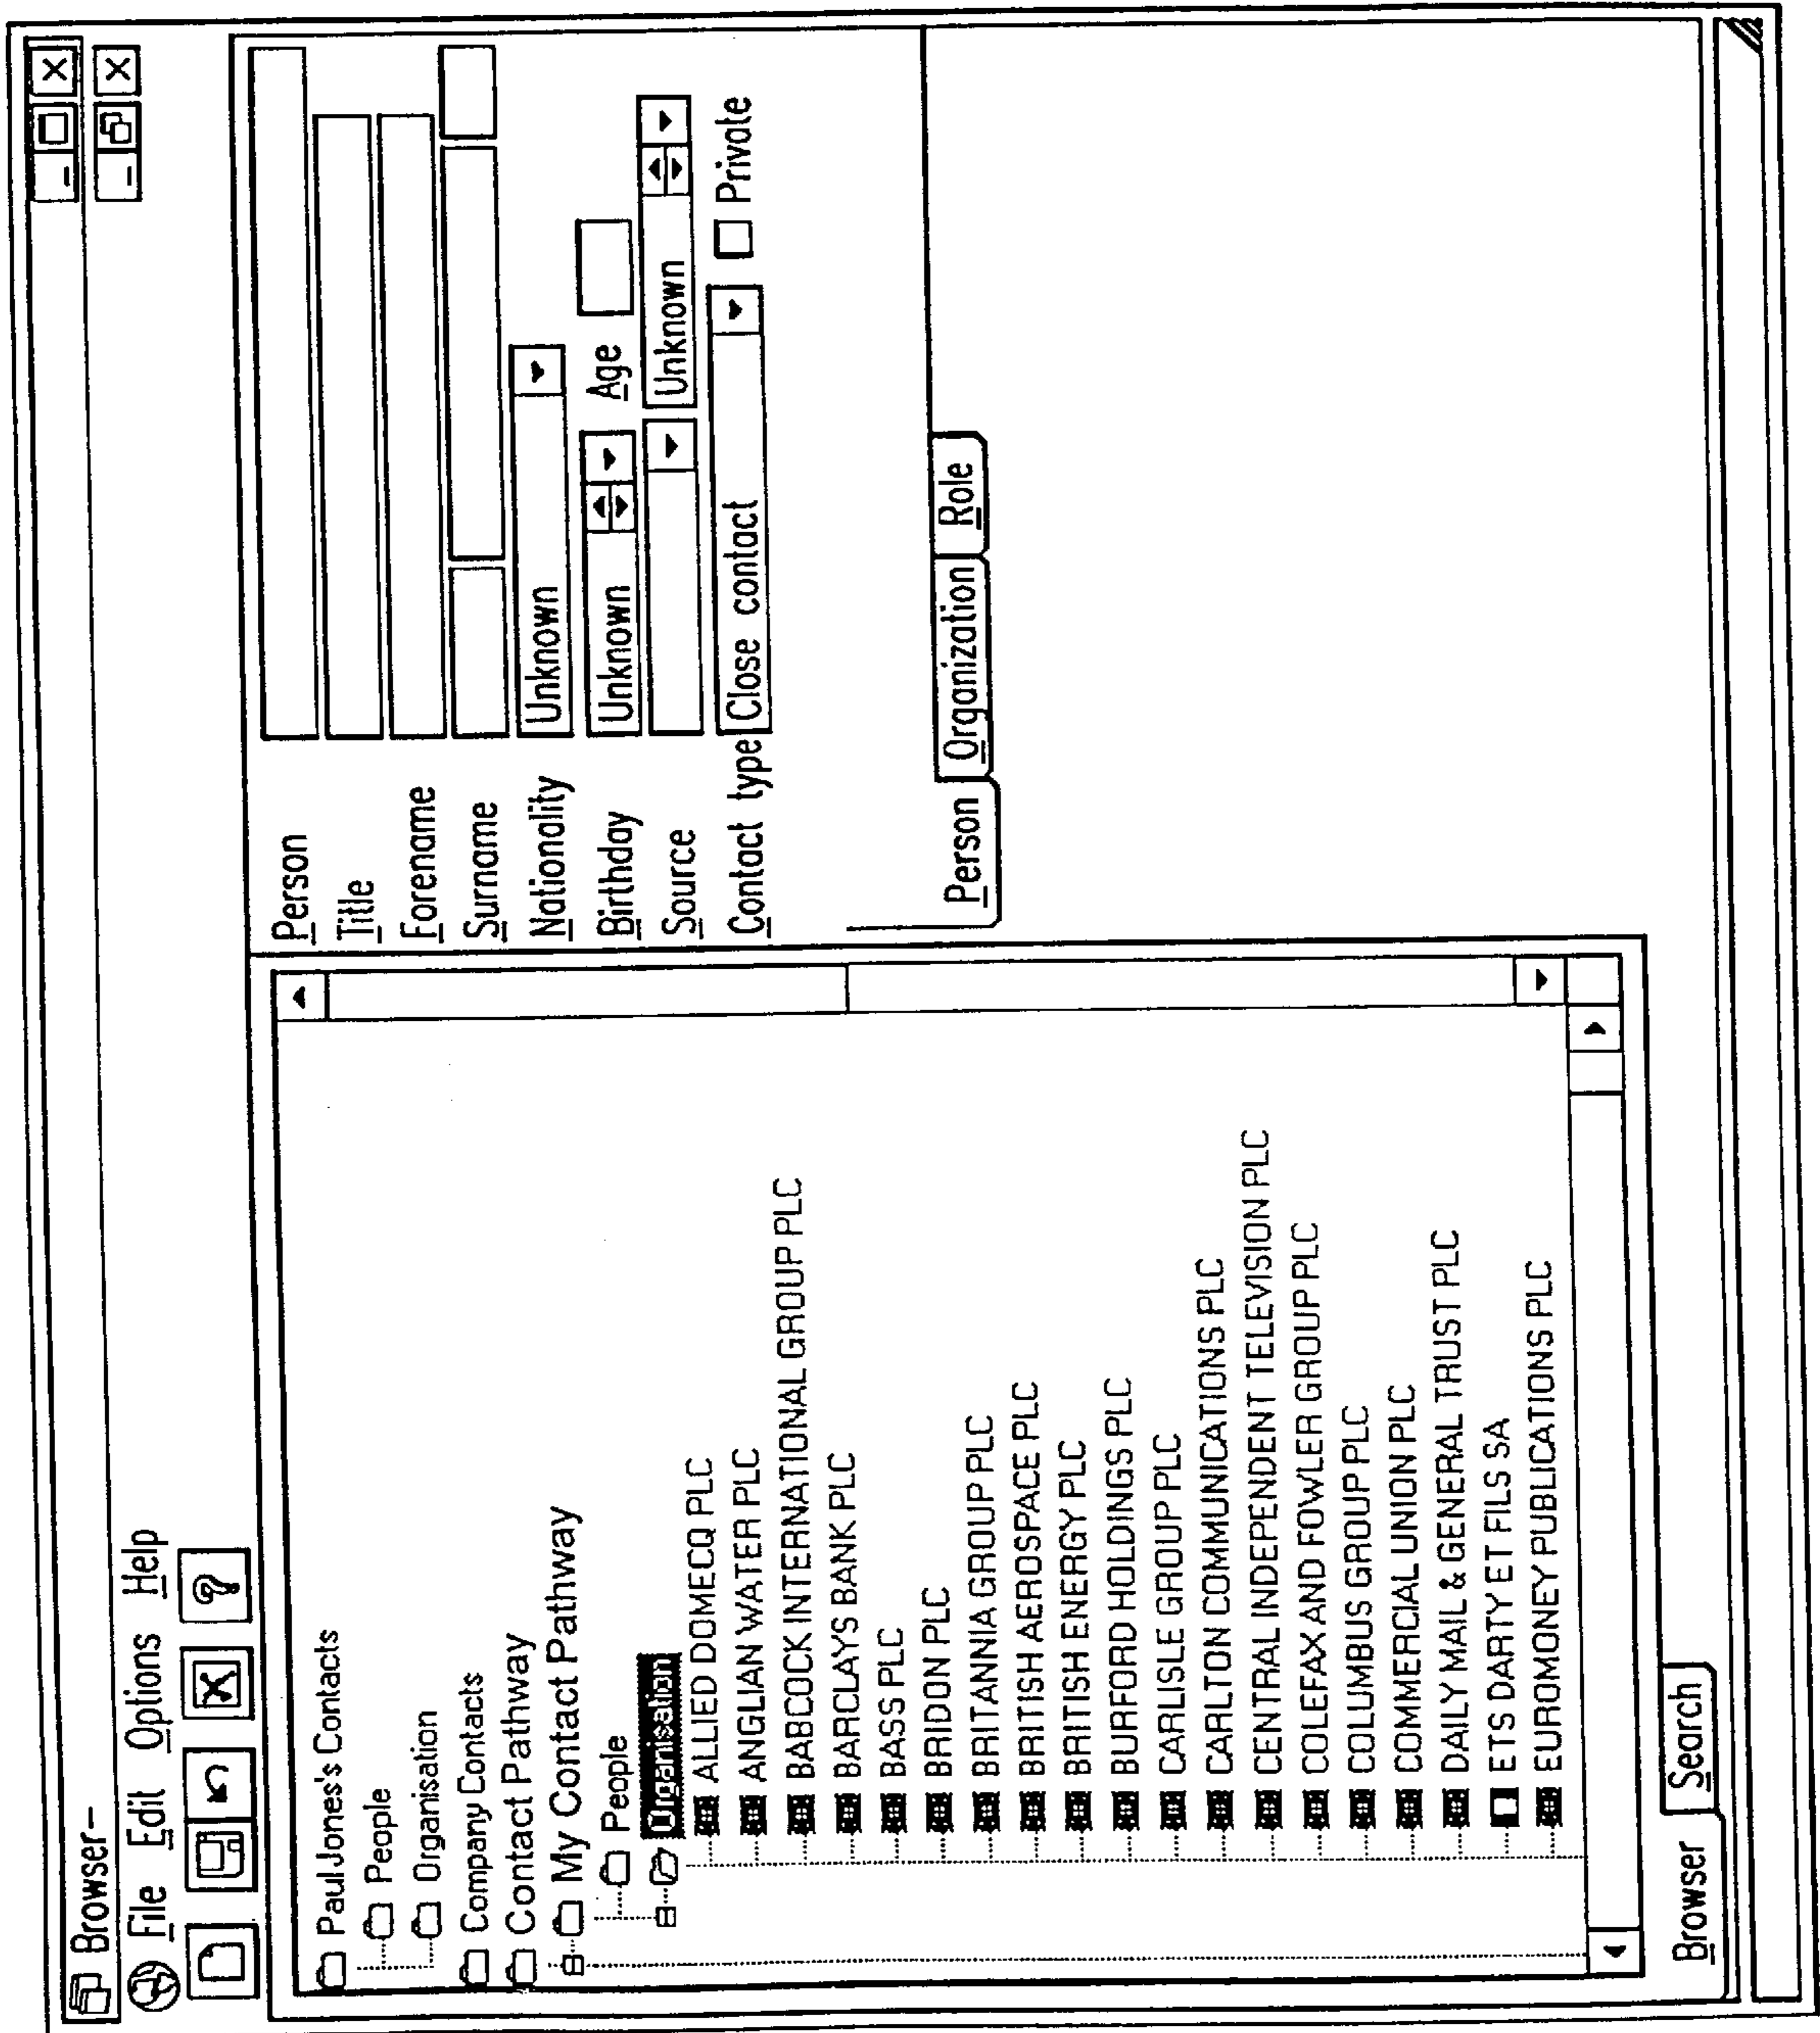 Browser-
File Edit Options Help
Paul Jones's Contacts
People
Organisation
Company Contacts
Contact Pathway
My Contact Pathway
People
Organisation
ALLIED DOMECQ PLC
ANGLIAN WATER PLC
BABCOCK INTERNATIONAL GROUP PLC
BARCLAYS BANK PLC
BASS PLC
BRIDON PLC
BRITANNIA GROUP PLC
BRITISH AEROSPACE PLC
BRITISH ENERGY PLC
BURFORD HOLDINGS PLC
CARLISLE GROUP PLC
CARLTON COMMUNICATIONS PLC
CENTRAL INDEPENDENT TELEVISION PLC
COLEFAX AND FOWLER GROUP PLC
COLUMBUS GROUP PLC
COMMERCIAL UNION PLC
DAILY MAIL & GENERAL TRUST PLC
ETS DARTY ET FILS SA
EUROMONEY PUBLICATIONS PLC
Browser Search
Person
Title
Forename
Surname
Nationality Unknown
Birthday Unknown Age
Source Unknown
Contact type Close contact Private
Person Organization Role